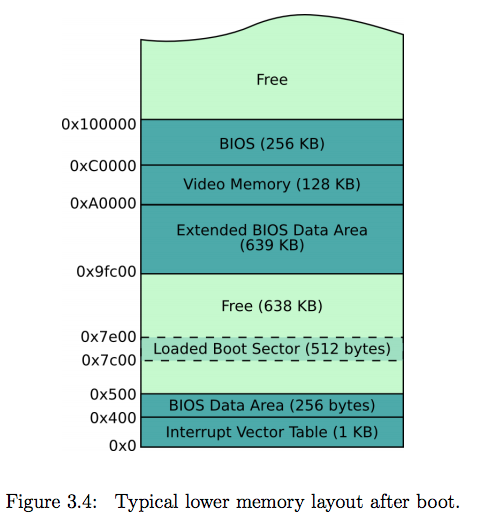 Free
0x100000
BIOS (256 KB)
0xC0000
Video Memory (128 KB)
0xA0000
Extended BIOS Data Area
(639 KB)
0x9fc00
Free (638 KB)
0x7e00
Loaded Boot Sector (512 bytes)
0x7c00
0x500
BIOS Data Area (256 bytes)
0x400
Interrupt Vector Table (1 KB)
0x0
Figure 3.4: Typical lower memory layout after boot.